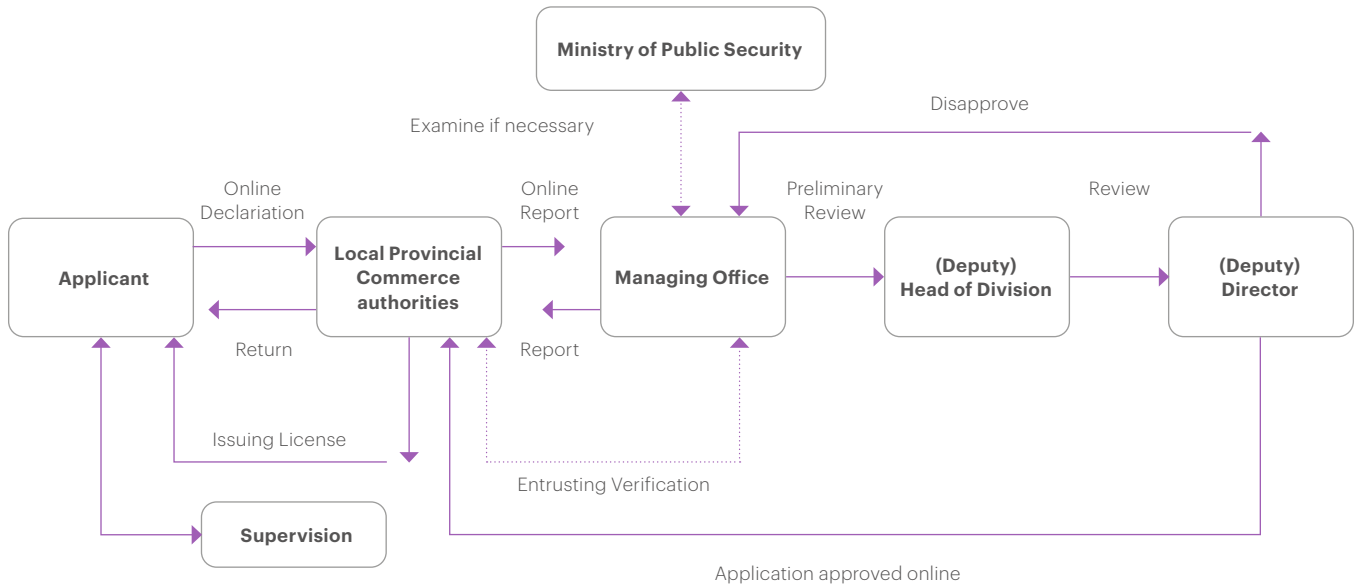 Ministry of Public Security
Disapprove
Examine if necessary
Online
Declariation
Online
Report
Preliminary
Review
Review
Applicant
Local Provincial
Commerce
authorities
Managing Office
(Deputy)
Head of Division
(Deputy)
Director
Return
Report
Issuing License
Entrusting Verification
Supervision
Application approved online